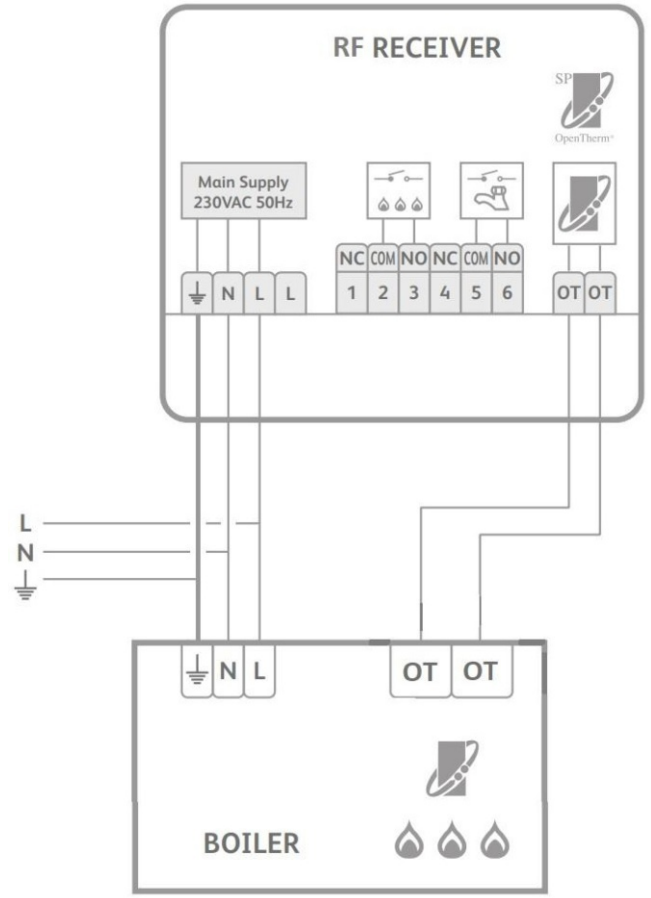 RF RECEIVER
SP
OpenTherm
Main Supply
230VAC 50Hz
NC COM NO NC COM NO
N L L 1 2 3 4 5 6 OT OT
L
N
N L OT OT
BOILER